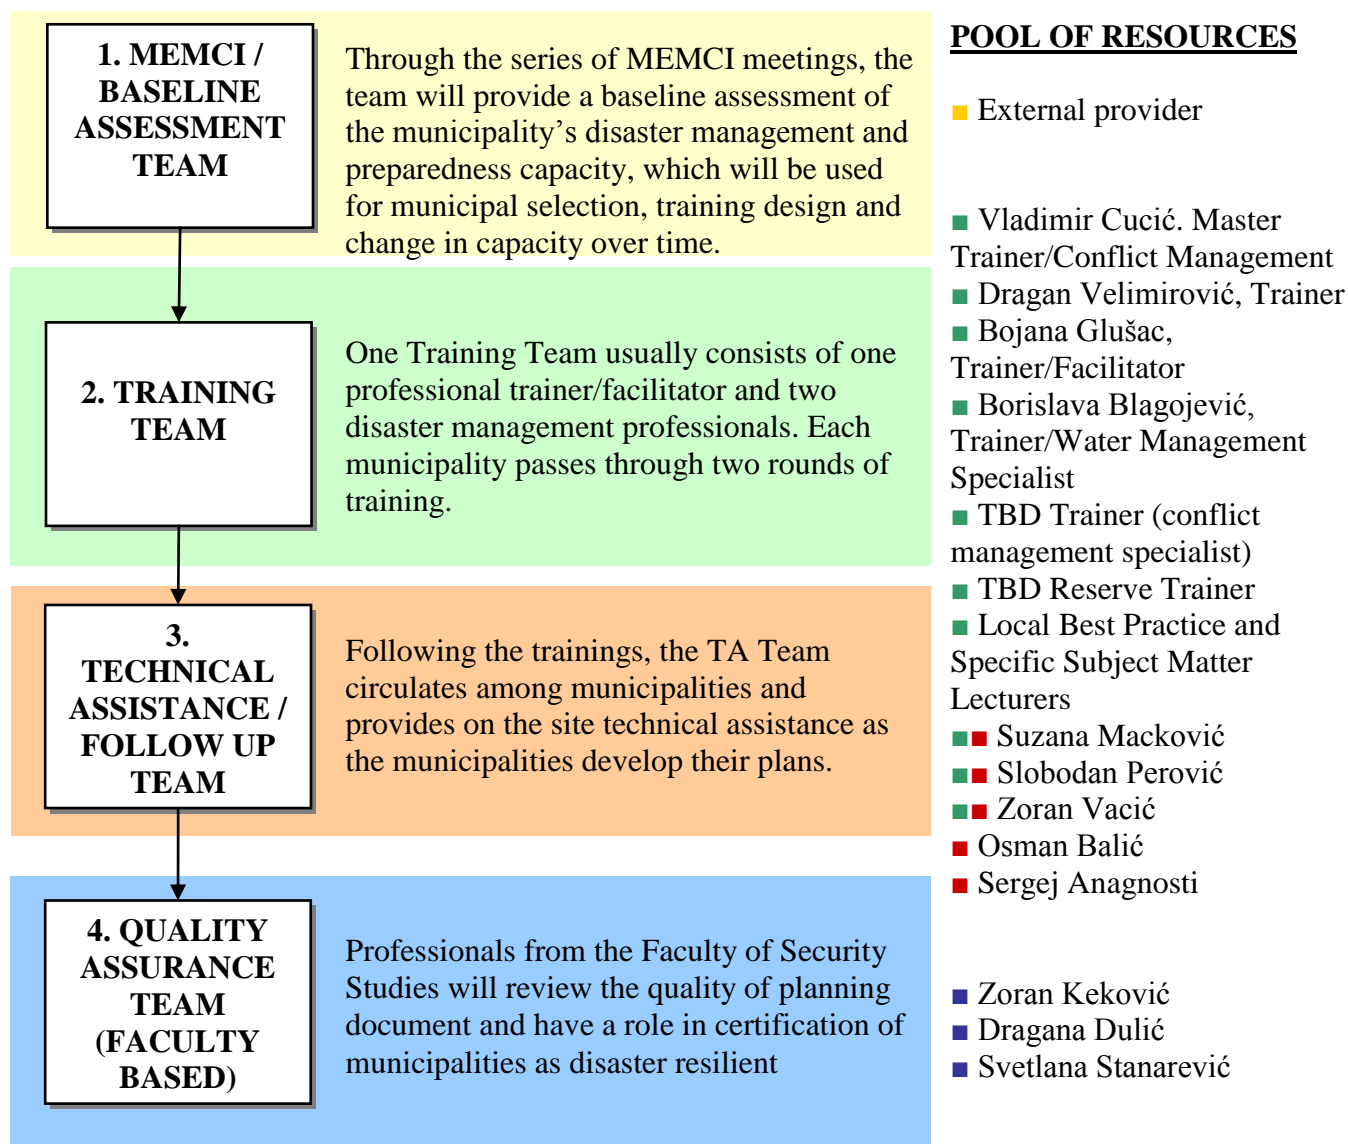 1. MEMCI /
BASELINE
ASSESSMENT
TEAM
Through the series of MEMCI meetings, the
team will provide a baseline assessment of
the municipality’s disaster management and
preparedness capacity, which will be used
for municipal selection, training design and
change in capacity over time.
2. TRAINING
TEAM
One Training Team usually consists of one
professional trainer/facilitator and two
disaster management professionals. Each
municipality passes through two rounds of
training.
3.
TECHNICAL
ASSISTANCE /
FOLLOW UP
TEAM
Following the trainings, the TA Team
circulates among municipalities and
provides on the site technical assistance as
the municipalities develop their plans.
4. QUALITY
ASSURANCE
TEAM
(FACULTY
BASED)
Professionals from the Faculty of Security
Studies will review the quality of planning
document and have a role in certification of
municipalities as disaster resilient
POOL OF RESOURCES
■ External provider
■ Vladimir Cucić. Master
Trainer/Conflict Management
■ Dragan Velimirović, Trainer
■ Bojana Glušac,
Trainer/Facilitator
■ Borislava Blagojević,
Trainer/Water Management
Specialist
■ TBD Trainer (conflict
management specialist)
■ TBD Reserve Trainer
■ Local Best Practice and
Specific Subject Matter
Lecturers
■■ Suzana Macković
■■ Slobodan Perović
■■ Zoran Vacić
■ Osman Balić
■ Sergej Anagnosti
■ Zoran Keković
■ Dragana Dulić
■ Svetlana Stanarević